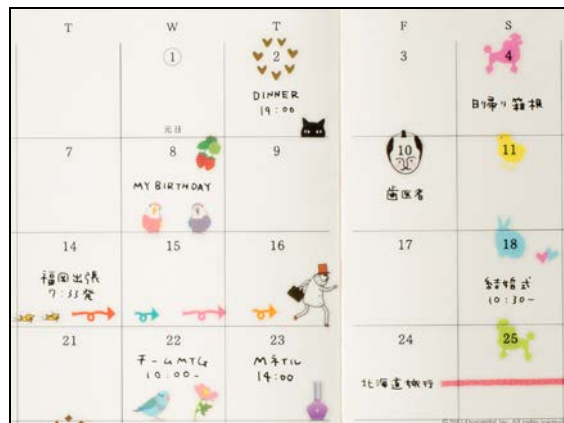 T W T F S
1 2 3 4
元日
DINNER
19:00
日帰り箱根
7 8 9 10 11
MY BIRTHDAY
歯医者
14 15 16 17 18
福岡出張
7:33発
結婚式
10:30-
21 22 23 24 25
チームMTG
10:00-
Mネイル
14:00
北海道旅行